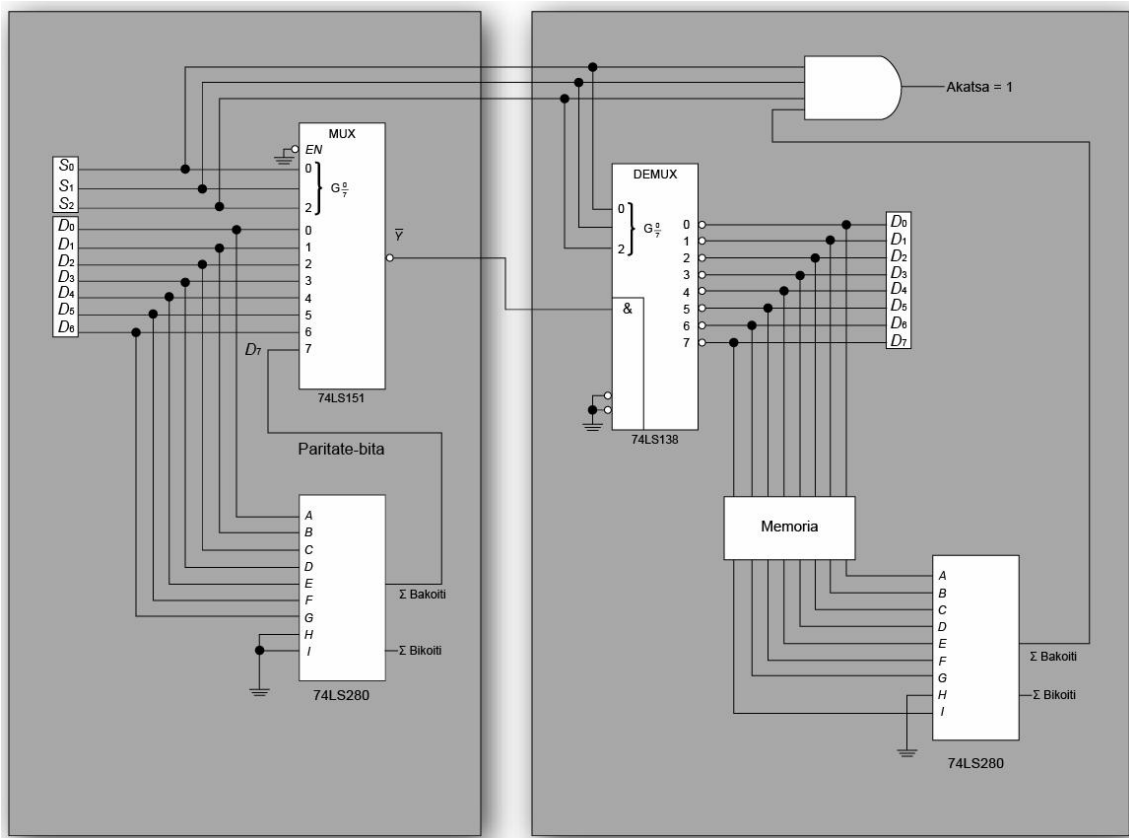 Akatsa = 1
MUX
EN
0
G 0/7
2
S0
S1
S2
D0
D1
D2
D3
D4
D5
D6
0
1
2
3
4
5
6
7
D7
Y̅
74LS151
Paritate-bita
A
B
C
D
E
F
G
H
I
Σ Bakoiti
Σ Bikoiti
74LS280
DEMUX
0
G 0/7
2
&
0
1
2
3
4
5
6
7
D0
D1
D2
D3
D4
D5
D6
D7
74LS138
Memoria
A
B
C
D
E
F
G
H
I
Σ Bakoiti
Σ Bikoiti
74LS280